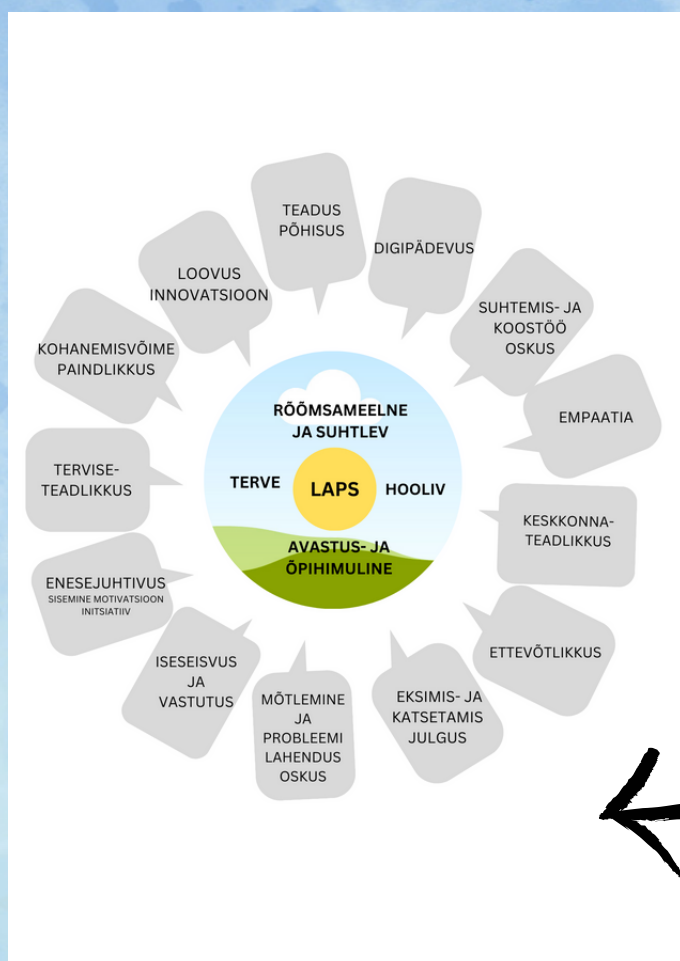 TEADUS
PÕHISUS
DIGIPÄDEVUS
SUHTEMIS- JA
KOOSTÖÖ
OSKUS
EMPAATIA
KESKKONNA-
TEADLIKKUS
ETTEVÕTLIKKUS
EKSIMIS- JA
KATSETAMIS
JULGUS
MÕTLEMINE
JA
PROBLEEMI
LAHENDUS
OSKUS
ISESEISVUS
JA
VASTUTUS
ENESEJUHTIVUS
SISEMINE MOTIVATSIOON
INITSIATIIV
TERVISE-
TEADLIKKUS
KOHANEMISVÕIME
PAINDLIKKUS
LOOVUS
INNOVATSIOON
RÕÕMSAMEELNE
JA SUHTLEV
TERVE
LAPS
HOOLIV
AVASTUS- JA
ÕPIHIMULINE